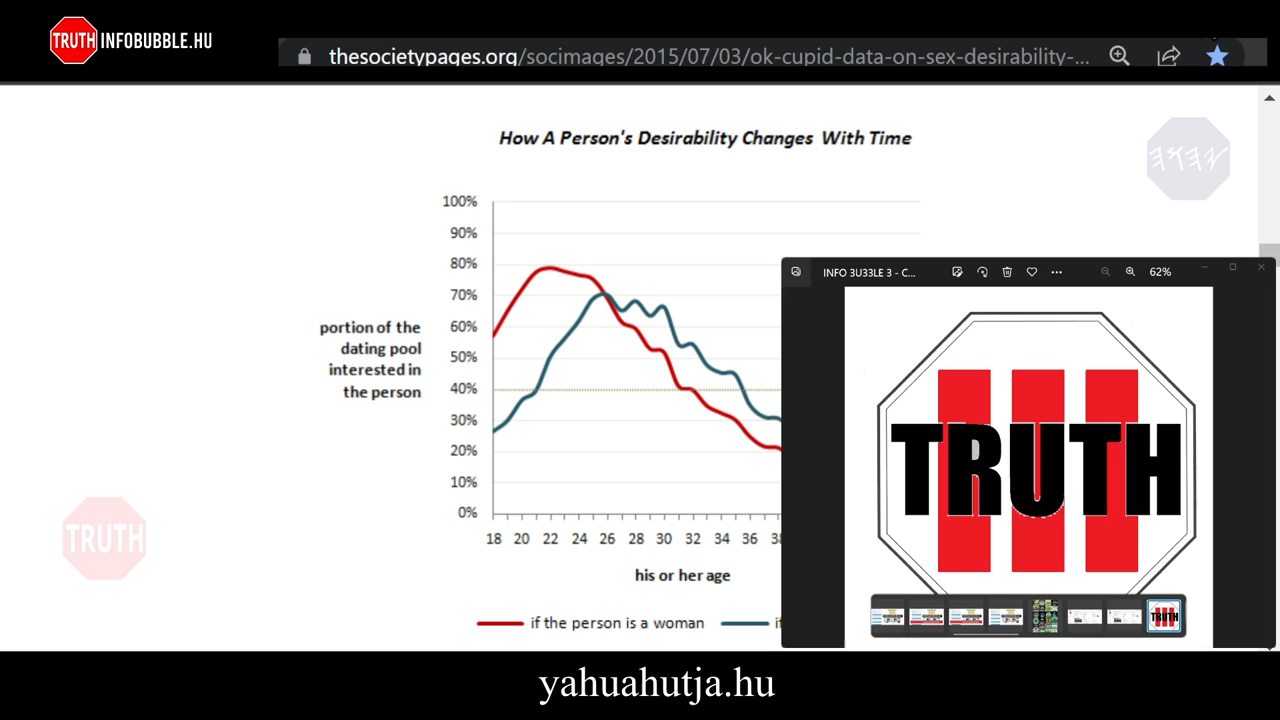 TRUTH INFOBUBBLE.HU
thesocietypages.org/socimages/2015/07/03/ok-cupid-data-on-sex-desirability-...
How A Person's Desirability Changes With Time
100%
90%
80%
70%
60%
50%
40%
30%
20%
10%
0%
portion of the
dating pool
interested in
the person
18 20 22 24 26 28 30 32 34 36
his or her age
if the person is a woman
INFO 3U33LE 3 - C...
62%
TRUTH
TRUTH
TRUTH
yahuahutja.hu